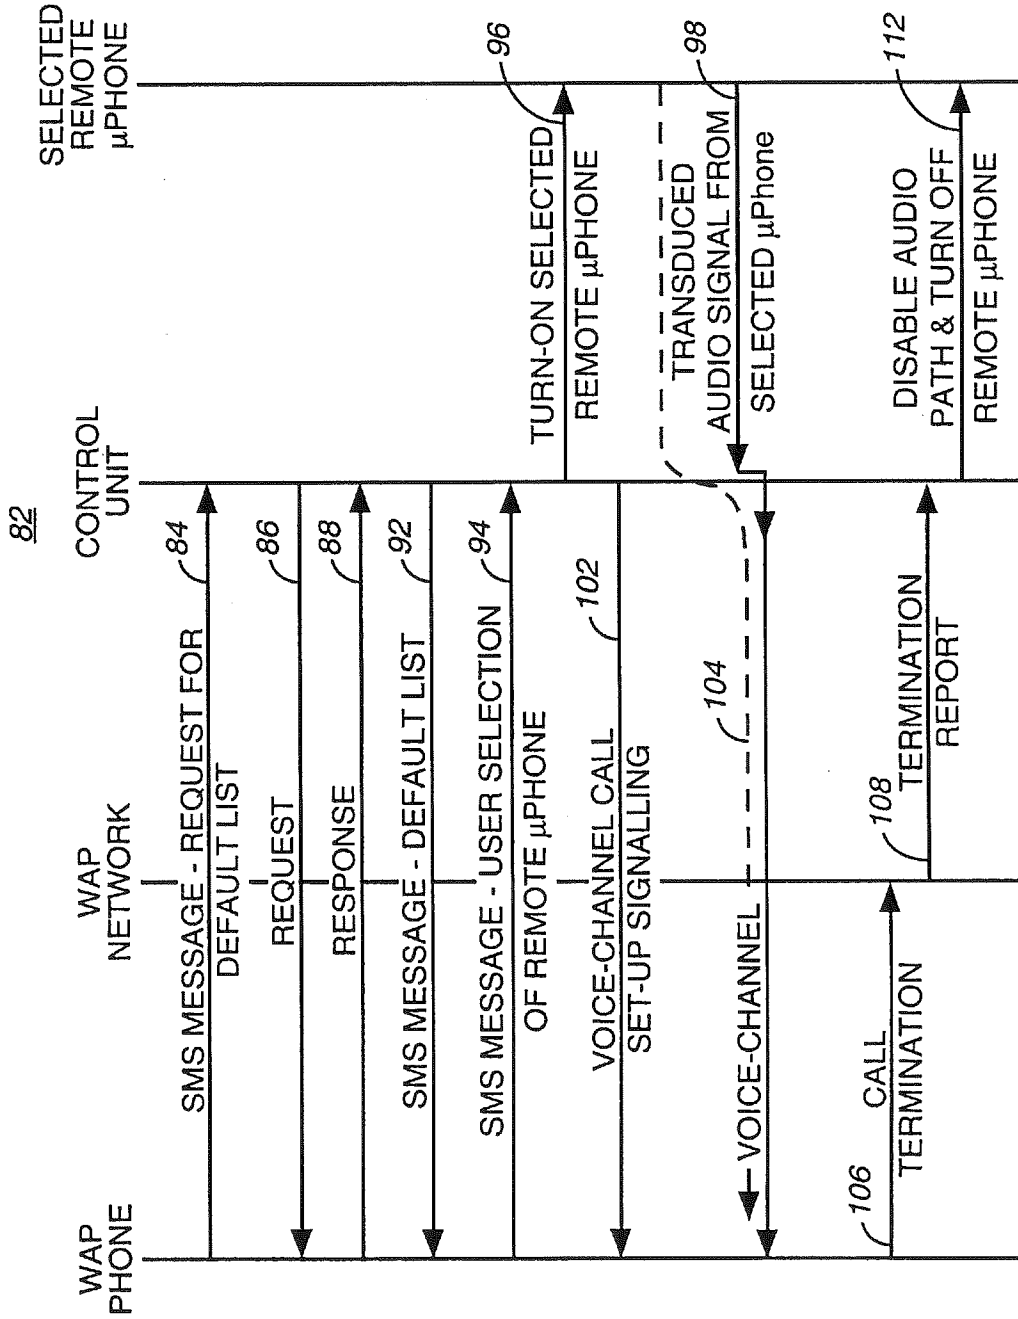 82
WAP
PHONE
WAP
NETWORK
CONTROL
UNIT
SELECTED
REMOTE
μPHONE
SMS MESSAGE - REQUEST FOR
DEFAULT LIST
84
REQUEST
86
RESPONSE
88
SMS MESSAGE - DEFAULT LIST
92
SMS MESSAGE - USER SELECTION
OF REMOTE μPHONE
94
TURN-ON SELECTED
REMOTE μPHONE
96
VOICE-CHANNEL CALL
SET-UP SIGNALLING
102
TRANSDUCED
AUDIO SIGNAL FROM
SELECTED μPhone
98
VOICE-CHANNEL
104
CALL
TERMINATION
106
TERMINATION
REPORT
108
DISABLE AUDIO
PATH & TURN OFF
REMOTE μPHONE
112